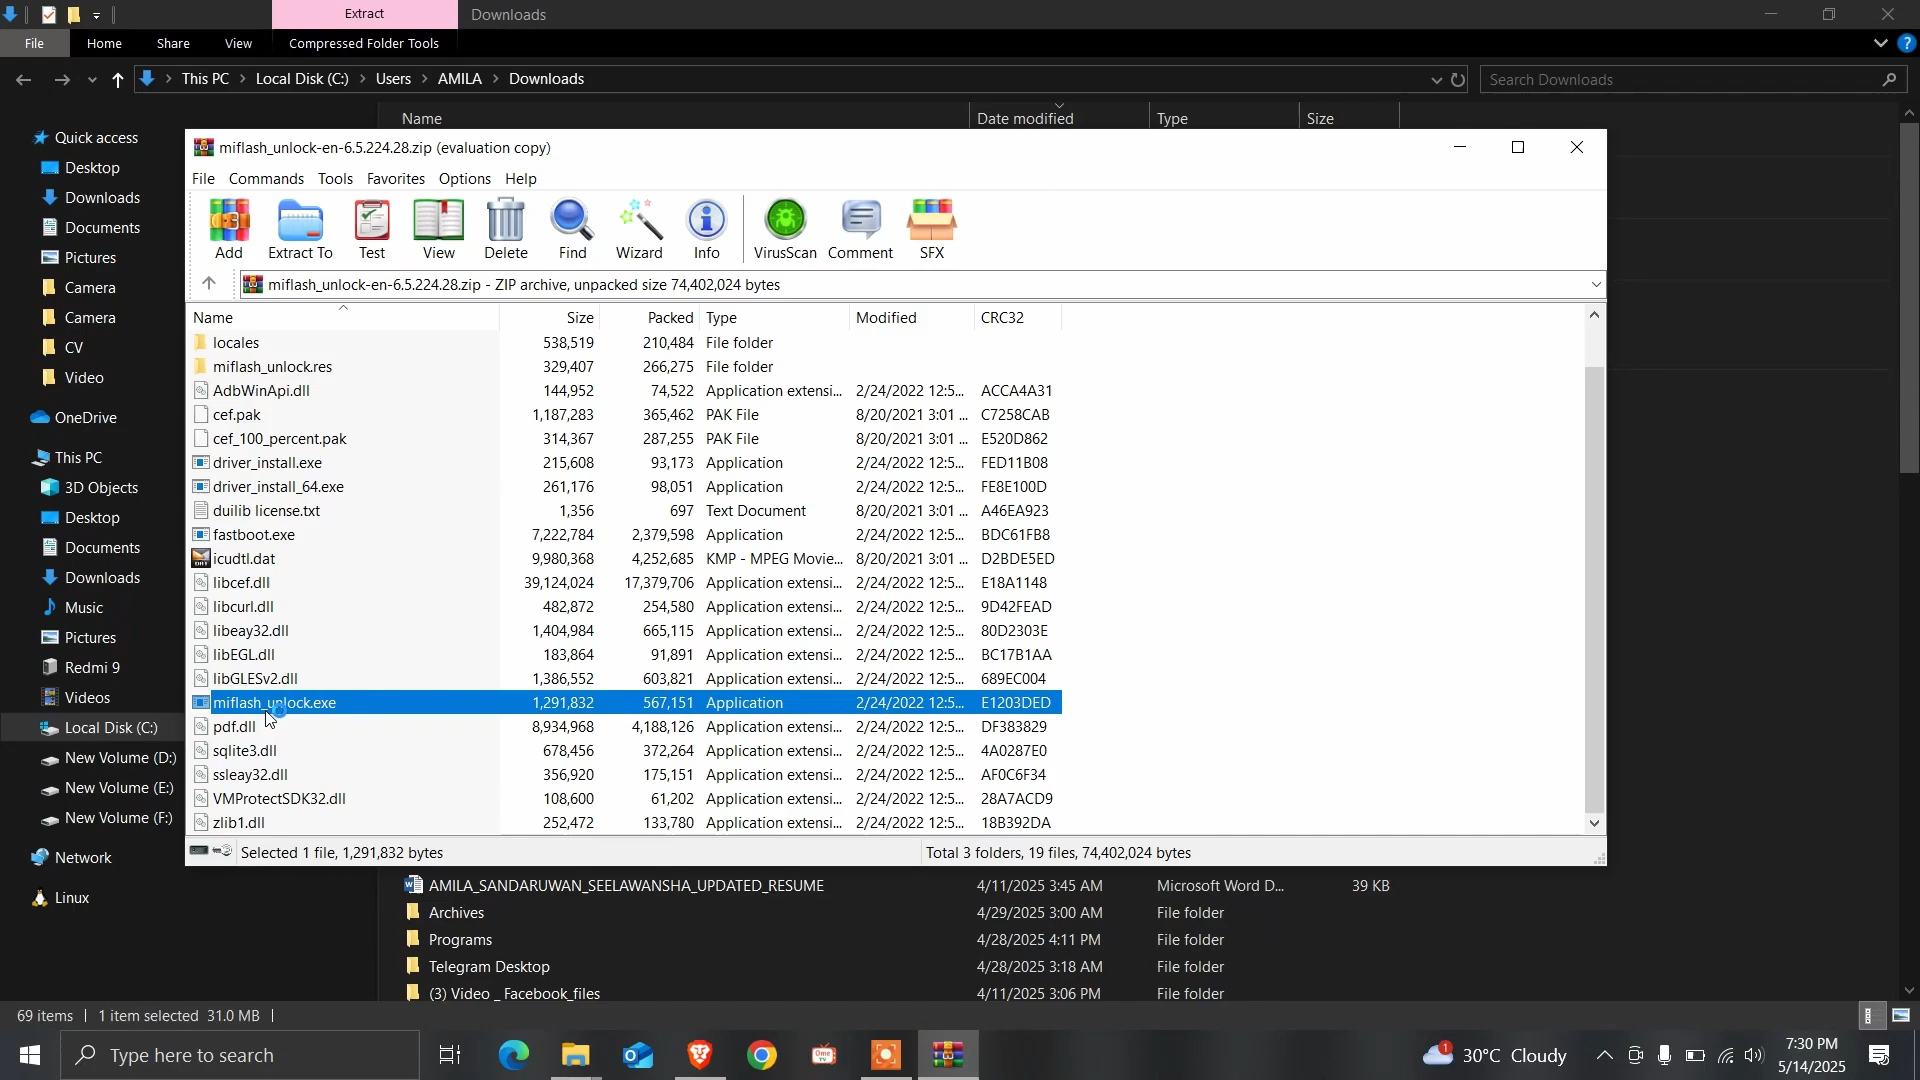 Extract
Downloads
File
Home
Share
View
Compressed Folder Tools
This PC
Local Disk (C:)
Users
AMILA
Downloads
Search Downloads
Name
Date modified
Type
Size
Quick access
Desktop
Downloads
Documents
Pictures
Camera
Camera
CV
Video
OneDrive
This PC
3D Objects
Desktop
Documents
Downloads
Music
Pictures
Redmi 9
Videos
Local Disk (C:)
New Volume (D:)
New Volume (E:)
New Volume (F:)
Network
Linux
miflash_unlock-en-6.5.224.28.zip (evaluation copy)
File Commands Tools Favorites Options Help
Add
Extract To
Test
View
Delete
Find
Wizard
Info
VirusScan
Comment
SFX
miflash_unlock-en-6.5.224.28.zip - ZIP archive, unpacked size 74,402,024 bytes
Name Size Packed Type Modified CRC32
locales 538,519 210,484 File folder
miflash_unlock.res 329,407 266,275 File folder
AdbWinApi.dll 144,952 74,522 Application extensi... 2/24/2022 12:5... ACCA4A31
cef.pak 1,187,283 365,462 PAK File 8/20/2021 3:01 ... C7258CAB
cef_100_percent.pak 314,367 287,255 PAK File 8/20/2021 3:01 ... E520D862
driver_install.exe 215,608 93,173 Application 2/24/2022 12:5... FED11B08
driver_install_64.exe 261,176 98,051 Application 2/24/2022 12:5... FE8E100D
duilib license.txt 1,356 697 Text Document 8/20/2021 3:01 ... A46EA923
fastboot.exe 7,222,784 2,379,598 Application 2/24/2022 12:5... BDC61FB8
icudtl.dat 9,980,368 4,252,685 KMP - MPEG Movie... 8/20/2021 3:01 ... D2BDE5ED
libcef.dll 39,124,024 17,379,706 Application extensi... 2/24/2022 12:5... E18A1148
libcurl.dll 482,872 254,580 Application extensi... 2/24/2022 12:5... 9D42FEAD
libeay32.dll 1,404,984 665,115 Application extensi... 2/24/2022 12:5... 80D2303E
libEGL.dll 183,864 91,891 Application extensi... 2/24/2022 12:5... BC17B1AA
libGLESv2.dll 1,386,552 603,821 Application extensi... 2/24/2022 12:5... 689EC004
miflash_unlock.exe 1,291,832 567,151 Application 2/24/2022 12:5... E1203DED
pdf.dll 8,934,968 4,188,126 Application extensi... 2/24/2022 12:5... DF383829
sqlite3.dll 678,456 372,264 Application extensi... 2/24/2022 12:5... 4A0287E0
ssleay32.dll 356,920 175,151 Application extensi... 2/24/2022 12:5... AF0C6F34
VMProtectSDK32.dll 108,600 61,202 Application extensi... 2/24/2022 12:5... 28A7ACD9
zlib1.dll 252,472 133,780 Application extensi... 2/24/2022 12:5... 18B392DA
Selected 1 file, 1,291,832 bytes
Total 3 folders, 19 files, 74,402,024 bytes
AMILA_SANDARUWAN_SEELAWANSHA_UPDATED_RESUME 4/11/2025 3:45 AM Microsoft Word D... 39 KB
Archives 4/29/2025 3:00 AM File folder
Programs 4/28/2025 4:11 PM File folder
Telegram Desktop 4/28/2025 3:18 AM File folder
(3) Video _ Facebook_files 4/11/2025 3:06 PM File folder
69 items
1 item selected 31.0 MB
Type here to search
Ome
TV
1
30°C Cloudy
7:30 PM
5/14/2025